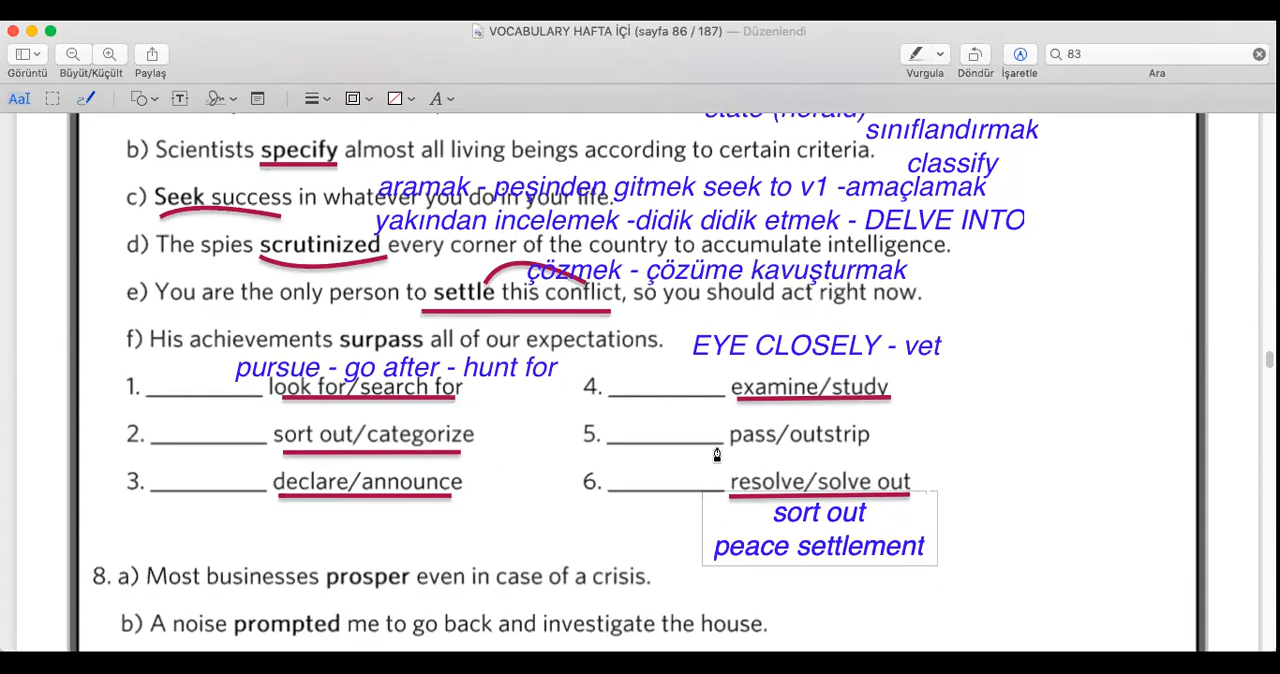 VOCABULARY HAFTA İÇİ (sayfa 86 / 187) — Düzenlendi
83
Görüntü Büyüt/Küçült Paylaş Vurgula Döndür İşaretle Ara
AaI T A
state (herald)
sınıflandırmak
b) Scientists specify almost all living beings according to certain criteria.
classify
aramak - peşinden gitmek seek to v1 -amaçlamak
c) Seek success in whatever you do in your life.
yakından incelemek -didik didik etmek - DELVE INTO
d) The spies scrutinized every corner of the country to accumulate intelligence.
çözmek - çözüme kavuşturmak
e) You are the only person to settle this conflict, so you should act right now.
f) His achievements surpass all of our expectations.
EYE CLOSELY - vet
pursue - go after - hunt for
1. __________ look for/search for
4. __________ examine/study
2. __________ sort out/categorize
5. __________ pass/outstrip
3. __________ declare/announce
6. __________ resolve/solve out
sort out
peace settlement
8. a) Most businesses prosper even in case of a crisis.
b) A noise prompted me to go back and investigate the house.